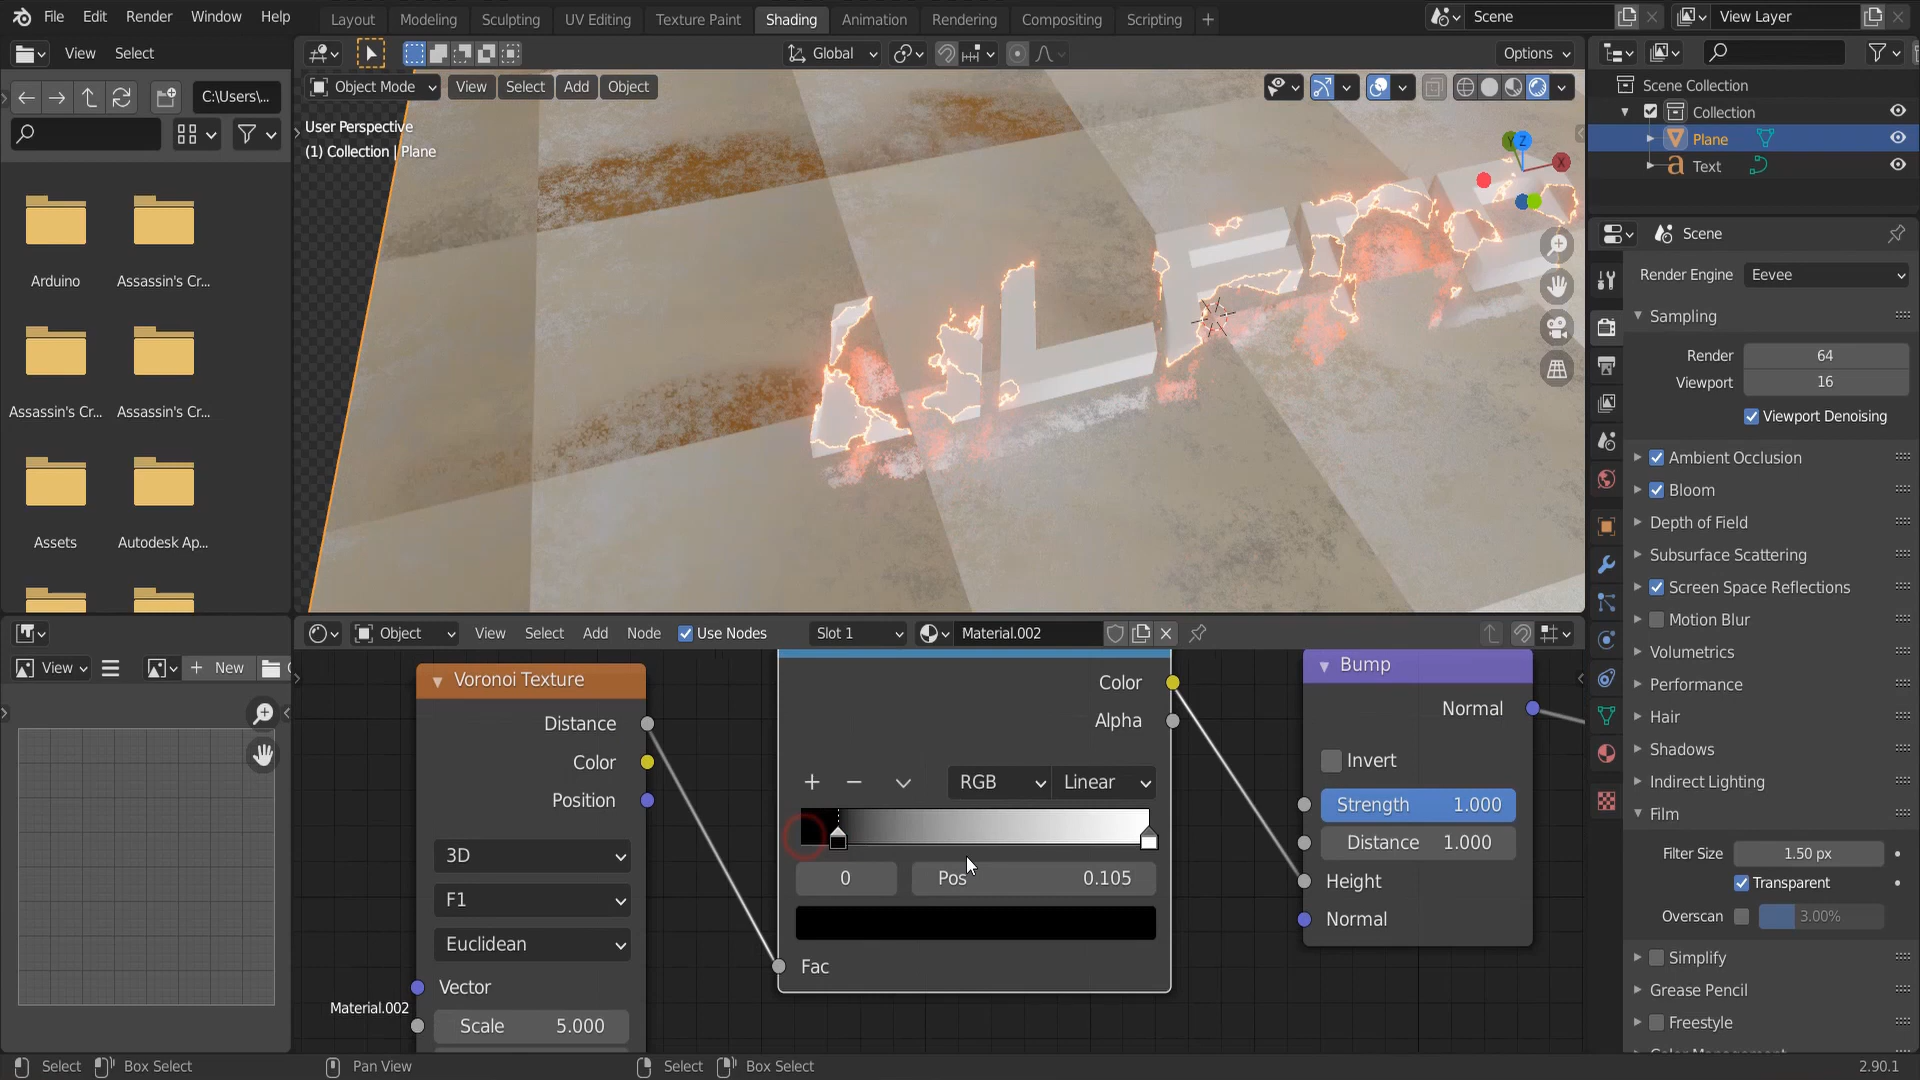 File Edit Render Window Help
Layout Modeling Sculpting UV Editing Texture Paint Shading Animation Rendering Compositing Scripting +
Scene
View Layer
View Select
Global
Options
C:\Users\...
Object Mode View Select Add Object
User Perspective
(1) Collection | Plane
Arduino
Assassin's Cr...
Assassin's Cr...
Assassin's Cr...
Assets
Autodesk Ap...
Y Z
X
Scene Collection
Collection
Plane
Text
Scene
Render Engine Eevee
Sampling
Render 64
Viewport 16
Viewport Denoising
Ambient Occlusion
Bloom
Depth of Field
Subsurface Scattering
Screen Space Reflections
Motion Blur
Volumetrics
Performance
Hair
Shadows
Indirect Lighting
Film
Filter Size 1.50 px
Transparent
Overscan 3.00%
Simplify
Grease Pencil
Freestyle
View
New
Object View Select Add Node Use Nodes Slot 1 Material.002
Voronoi Texture
Distance
Color
Position
3D
F1
Euclidean
Vector
Scale 5.000
Material.002
Color
Alpha
RGB Linear
0 Pos 0.105
Fac
Bump
Normal
Invert
Strength 1.000
Distance 1.000
Height
Normal
Select Box Select Pan View Select Box Select 2.90.1